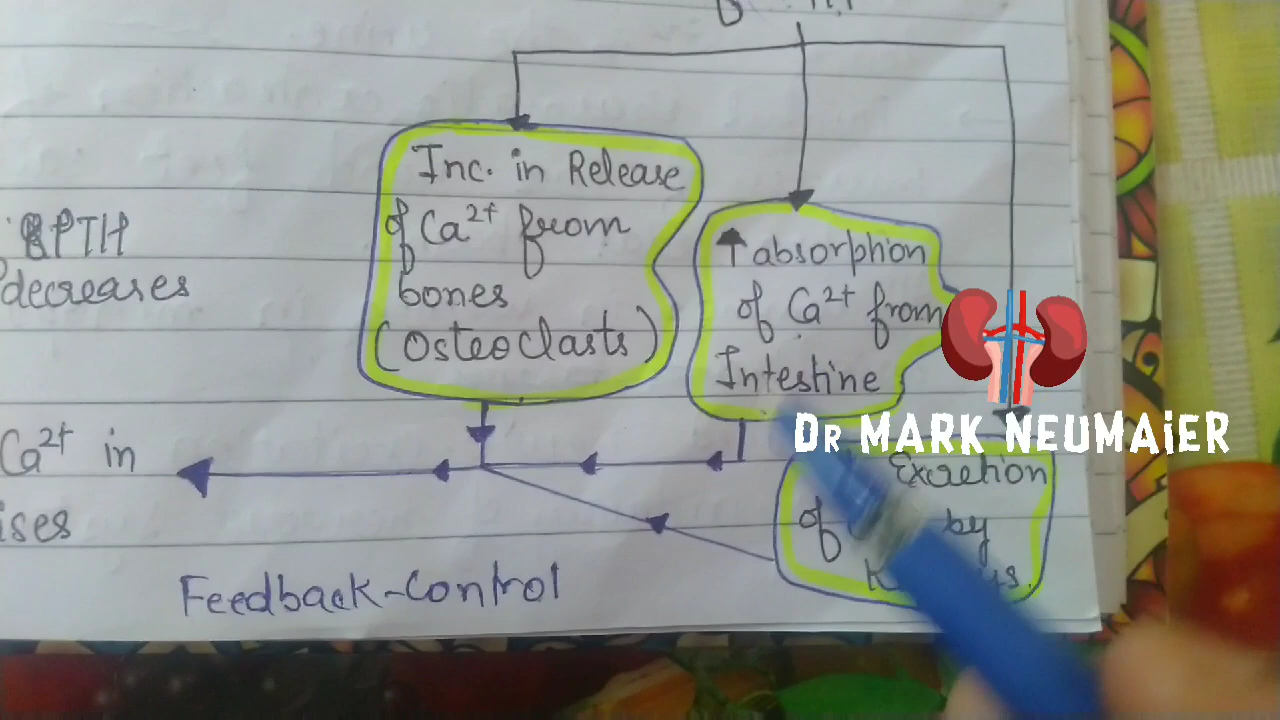 Inc. in Release
of Ca²⁺ from
bones
(Osteoclasts)
PTH
decreases
↑ absorption
of Ca²⁺ from
Intestine
DR MARK NEUMAiER
Ca²⁺ in
Excretion
of by
Feedback-Control